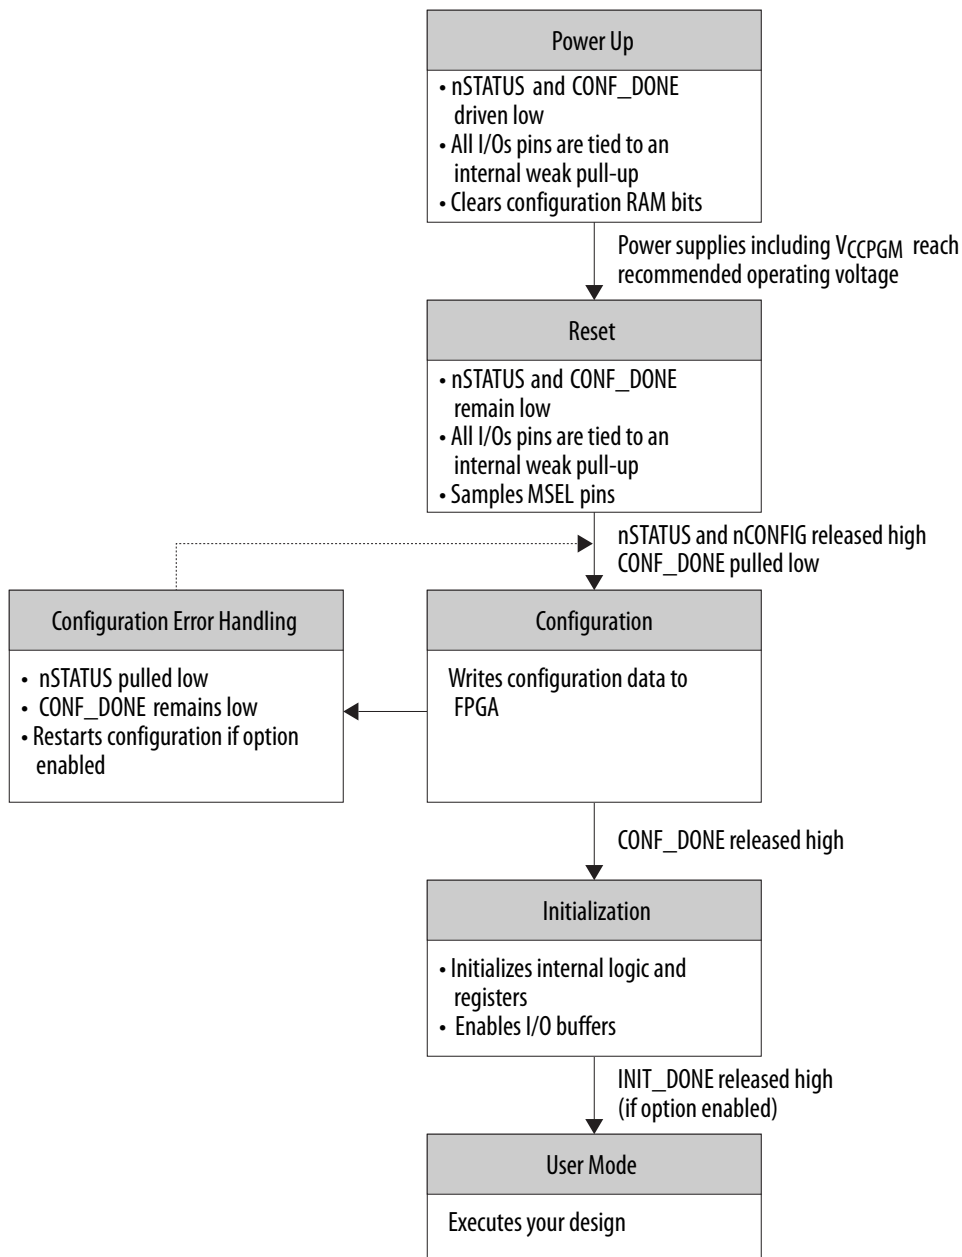 Power Up
• nSTATUS and CONF_DONE
driven low
• All I/Os pins are tied to an
internal weak pull-up
• Clears configuration RAM bits
Power supplies including VCCPGM reach
recommended operating voltage
Reset
• nSTATUS and CONF_DONE
remain low
• All I/Os pins are tied to an
internal weak pull-up
• Samples MSEL pins
nSTATUS and nCONFIG released high
CONF_DONE pulled low
Configuration Error Handling
• nSTATUS pulled low
• CONF_DONE remains low
• Restarts configuration if option
enabled
Configuration
Writes configuration data to
FPGA
CONF_DONE released high
Initialization
• Initializes internal logic and
registers
• Enables I/O buffers
INIT_DONE released high
(if option enabled)
User Mode
Executes your design